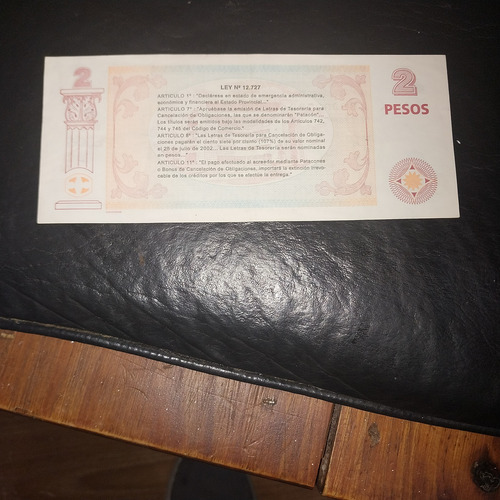 2
2
PESOS
LEY Nº 12.727
ARTICULO 1º : "Declárase en estado de emergencia administrativa,
económica y financiera al Estado Provincial..."
ARTICULO 7º : "Apruébase la emisión de Letras de Tesorería para
Cancelación de Obligaciones, las que se denominarán "Patacón"...
Los títulos serán emitidos bajo las modalidades de los Artículos 742,
744 y 745 del Código de Comercio."
ARTICULO 8º : "Las Letras de Tesorería para Cancelación de Obliga-
ciones pagarán el ciento siete por ciento (107%) de su valor nominal
al 25 de julio de 2002. ..Las Letras de Tesorería serán nominadas
en pesos..."
ARTICULO 11º : "El pago efectuado al acreedor mediante Patacones
o Bonos de Cancelación de Obligaciones, importará la extinción irrevo-
cable de los créditos por los que se efectúe la entrega."